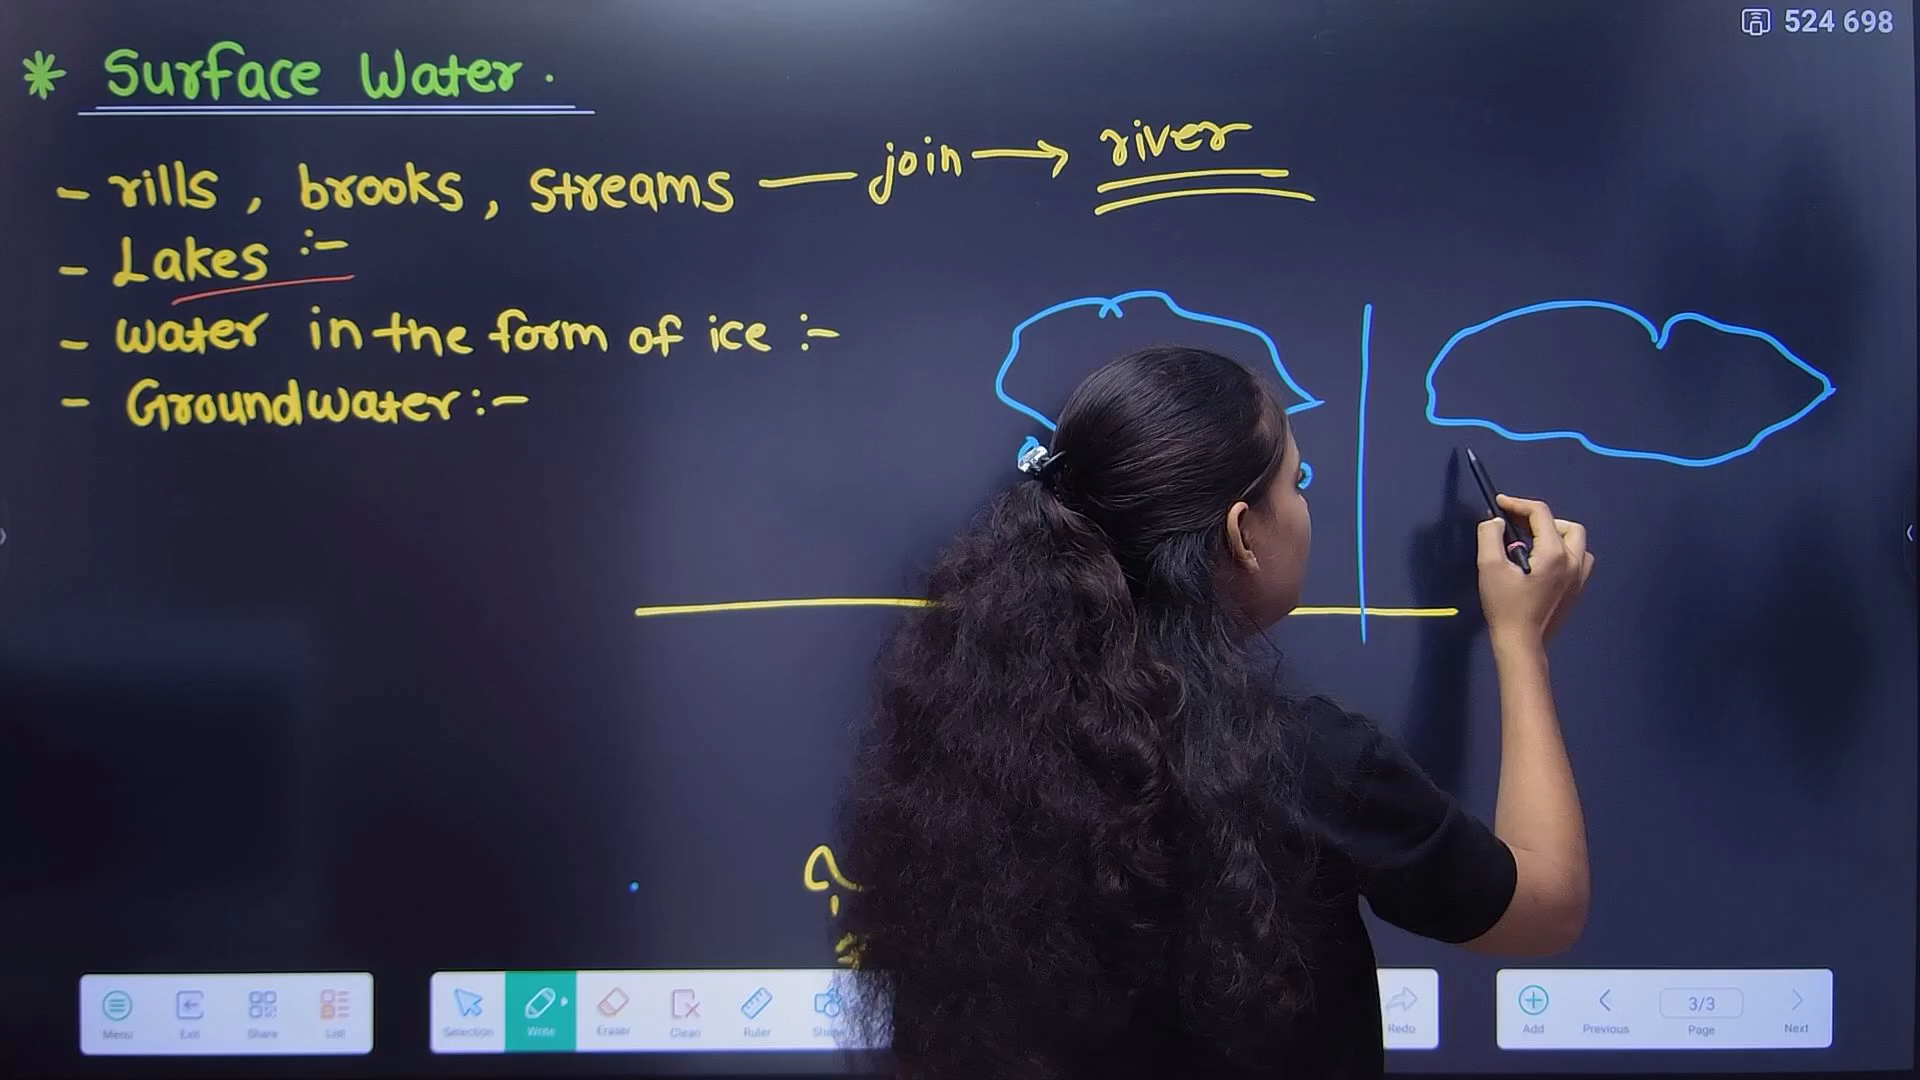 524 698
* Surface Water .
- rills , brooks , streams — join → river
- Lakes :-
- water in the form of ice :-
- Groundwater :-
Menu Exit Share List Selection Write Eraser Clean Ruler Redo Add Previous 3/3 Page Next